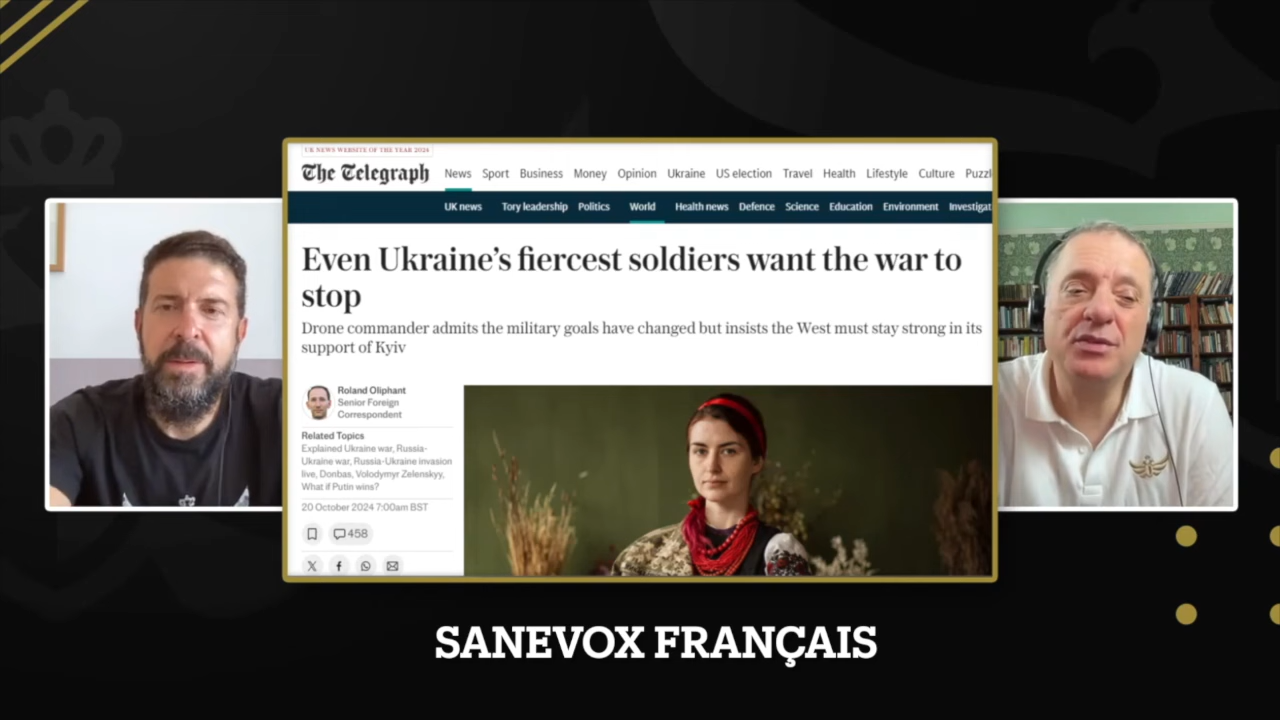 UK NEWS WEBSITE OF THE YEAR 2024
The Telegraph
News Sport Business Money Opinion Ukraine US election Travel Health Lifestyle Culture Puzzl
UK news Tory leadership Politics World Health news Defence Science Education Environment Investigat
Even Ukraine's fiercest soldiers want the war to
stop
Drone commander admits the military goals have changed but insists the West must stay strong in its
support of Kyiv
Roland Oliphant
Senior Foreign
Correspondent
Related Topics
Explained Ukraine war, Russia-
Ukraine war, Russia-Ukraine invasion
live, Donbas, Volodymyr Zelenskyy,
What if Putin wins?
20 October 2024 7:00am BST
458
SANEVOX FRANÇAIS